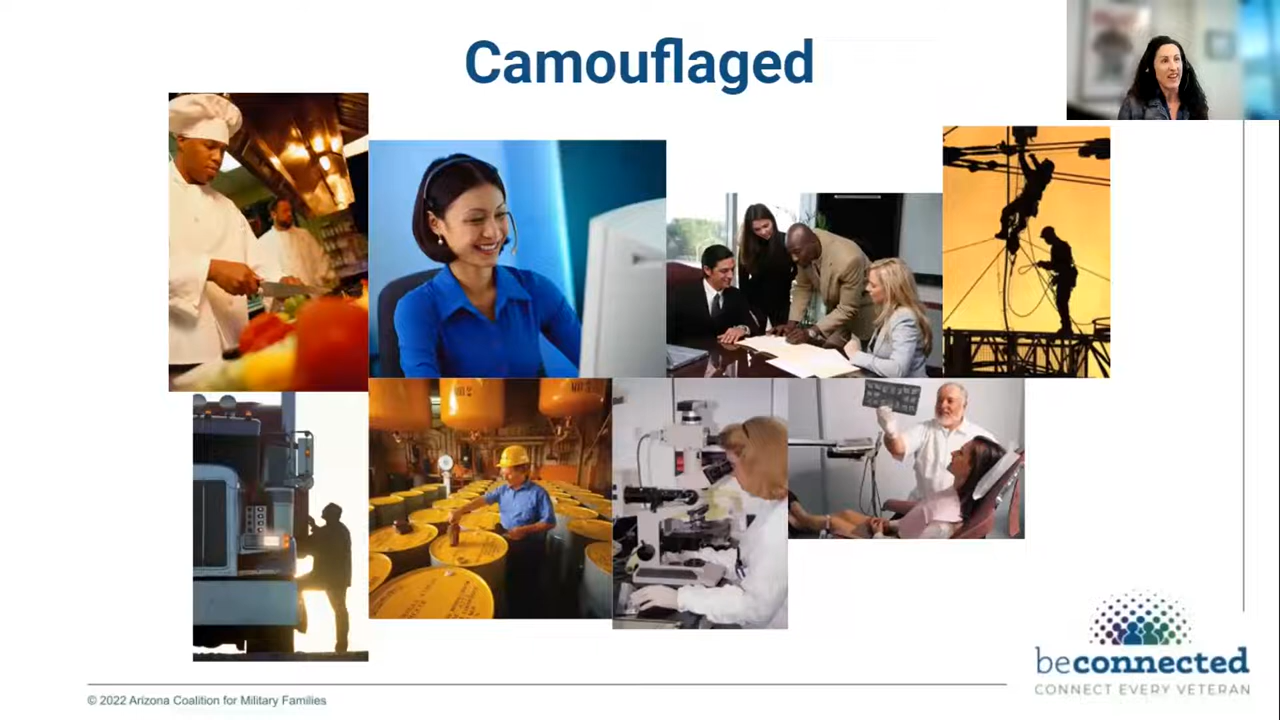 Camouflaged
beconnected
CONNECT EVERY VETERAN
© 2022 Arizona Coalition for Military Families